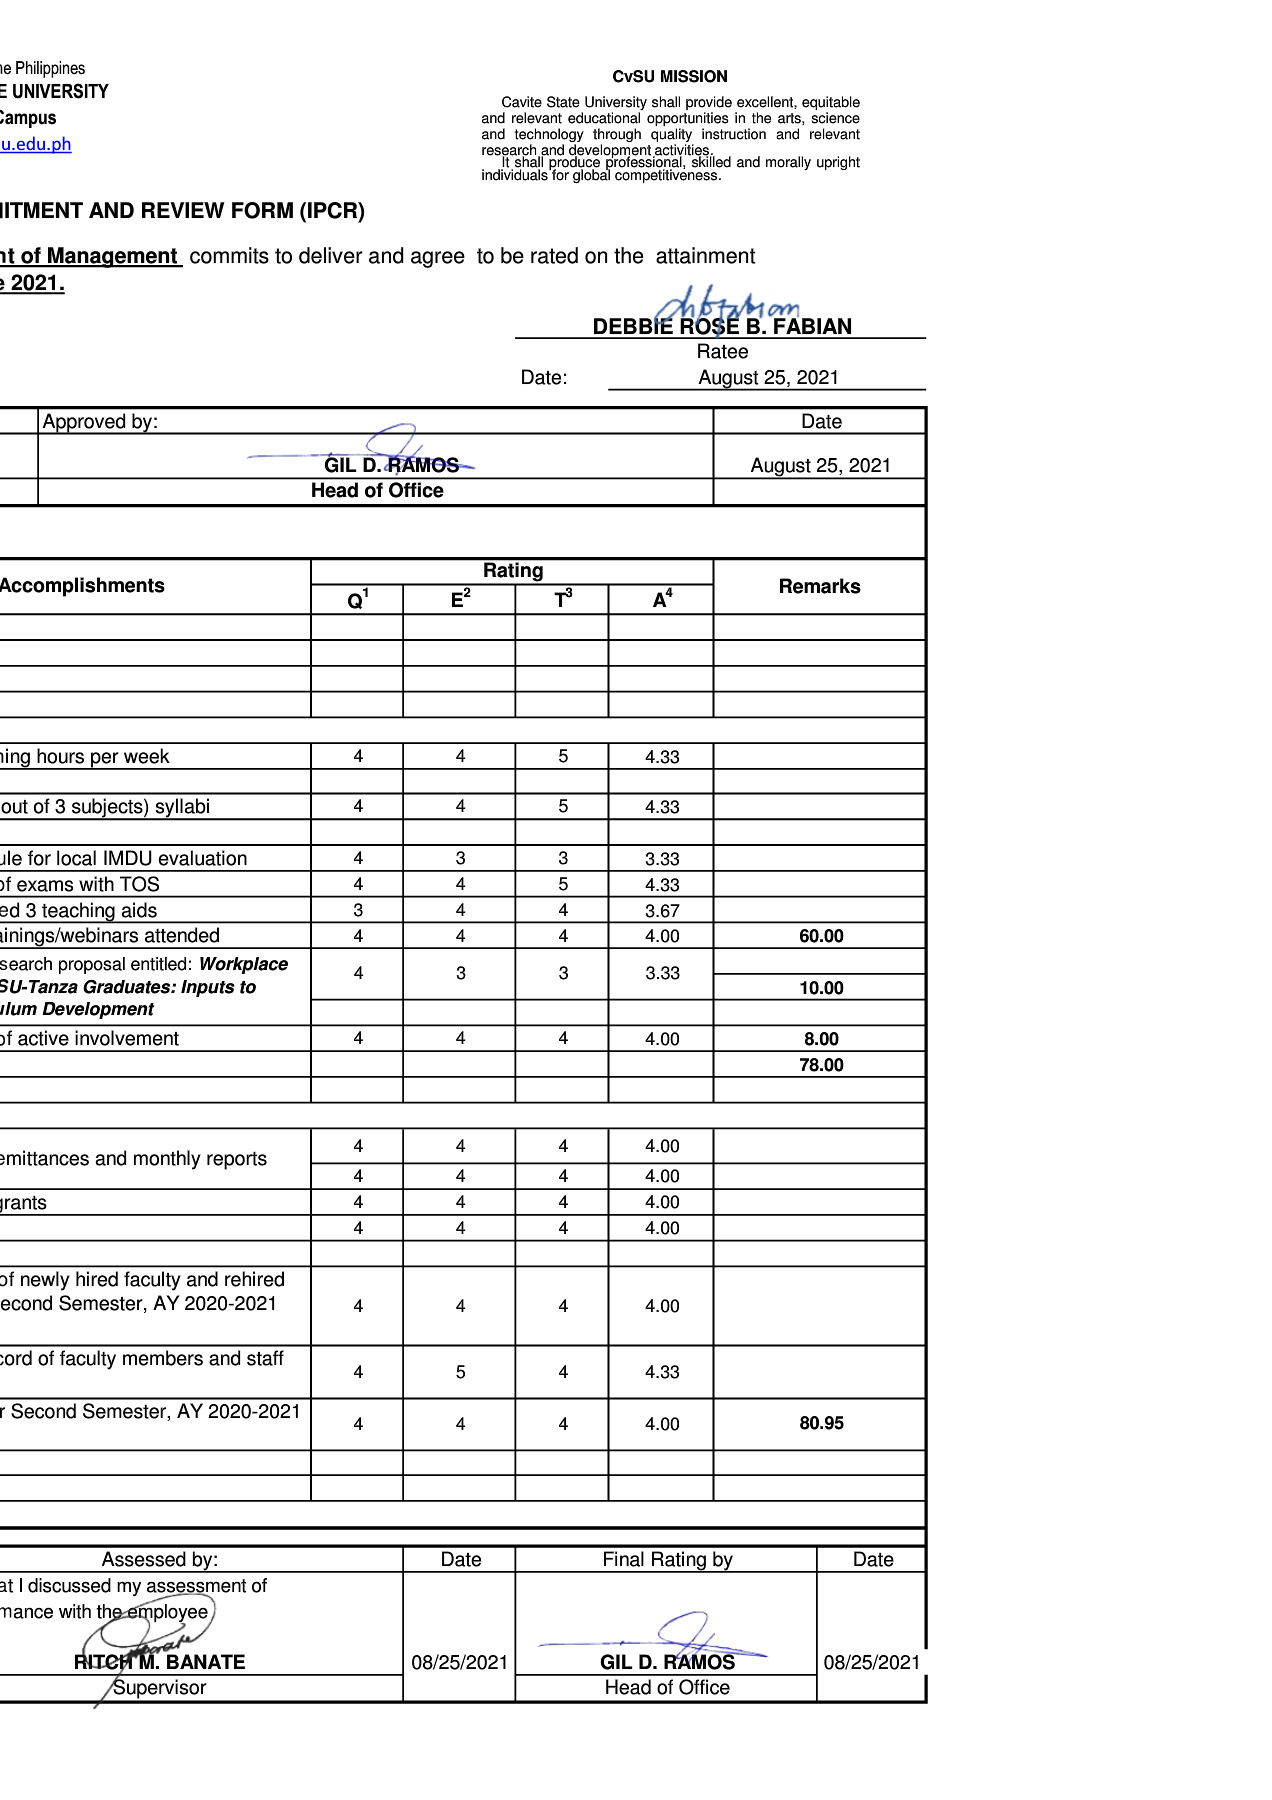 ne Philippines
E UNIVERSITY
Campus
u.edu.ph
CvSU MISSION
Cavite State University shall provide excellent, equitable
and relevant educational opportunities in the arts, science
and technology through quality instruction and relevant
research and development activities.
It shall produce professional, skilled and morally upright
individuals for global competitiveness.
MITMENT AND REVIEW FORM (IPCR)
nt of Management commits to deliver and agree to be rated on the attainment
e 2021.
DEBBIE ROSE B. FABIAN
Ratee
Date: August 25, 2021
Approved by: Date
GIL D. RAMOS August 25, 2021
Head of Office
Accomplishments Rating Remarks
Q1 E2 T3 A4
ning hours per week 4 4 5 4.33
out of 3 subjects) syllabi 4 4 5 4.33
ule for local IMDU evaluation 4 3 3 3.33
of exams with TOS 4 4 5 4.33
ed 3 teaching aids 3 4 4 3.67
ainings/webinars attended 4 4 4 4.00 60.00
search proposal entitled: Workplace 4 3 3 3.33
SU-Tanza Graduates: Inputs to 10.00
ulum Development
of active involvement 4 4 4 4.00 8.00
78.00
emittances and monthly reports 4 4 4 4.00
4 4 4 4.00
grants 4 4 4 4.00
4 4 4 4.00
of newly hired faculty and rehired
econd Semester, AY 2020-2021 4 4 4 4.00
cord of faculty members and staff 4 5 4 4.33
r Second Semester, AY 2020-2021 4 4 4 4.00 80.95
Assessed by: Date Final Rating by Date
at I discussed my assessment of
mance with the employee
RITCH M. BANATE 08/25/2021 GIL D. RAMOS 08/25/2021
Supervisor Head of Office